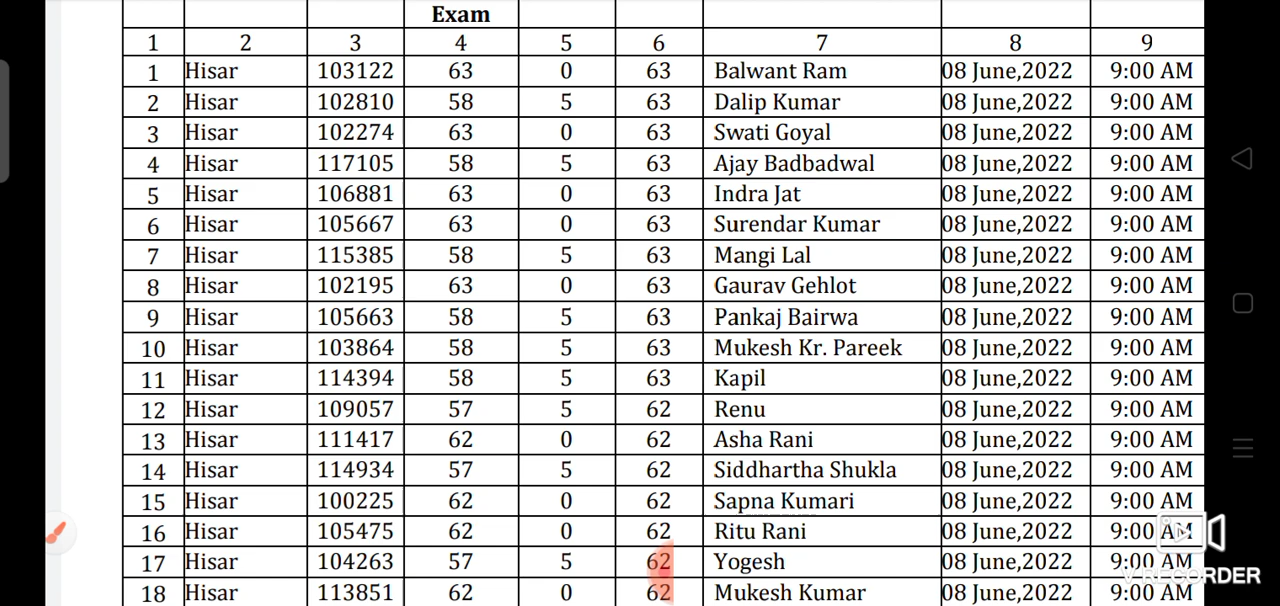 Exam
1 2 3 4 5 6 7 8 9
1 Hisar 103122 63 0 63 Balwant Ram 08 June,2022 9:00 AM
2 Hisar 102810 58 5 63 Dalip Kumar 08 June,2022 9:00 AM
3 Hisar 102274 63 0 63 Swati Goyal 08 June,2022 9:00 AM
4 Hisar 117105 58 5 63 Ajay Badbadwal 08 June,2022 9:00 AM
5 Hisar 106881 63 0 63 Indra Jat 08 June,2022 9:00 AM
6 Hisar 105667 63 0 63 Surendar Kumar 08 June,2022 9:00 AM
7 Hisar 115385 58 5 63 Mangi Lal 08 June,2022 9:00 AM
8 Hisar 102195 63 0 63 Gaurav Gehlot 08 June,2022 9:00 AM
9 Hisar 105663 58 5 63 Pankaj Bairwa 08 June,2022 9:00 AM
10 Hisar 103864 58 5 63 Mukesh Kr. Pareek 08 June,2022 9:00 AM
11 Hisar 114394 58 5 63 Kapil 08 June,2022 9:00 AM
12 Hisar 109057 57 5 62 Renu 08 June,2022 9:00 AM
13 Hisar 111417 62 0 62 Asha Rani 08 June,2022 9:00 AM
14 Hisar 114934 57 5 62 Siddhartha Shukla 08 June,2022 9:00 AM
15 Hisar 100225 62 0 62 Sapna Kumari 08 June,2022 9:00 AM
16 Hisar 105475 62 0 62 Ritu Rani 08 June,2022 9:00 AM
17 Hisar 104263 57 5 62 Yogesh 08 June,2022 9:00 AM
18 Hisar 113851 62 0 62 Mukesh Kumar 08 June,2022 9:00 AM
V RECORDER